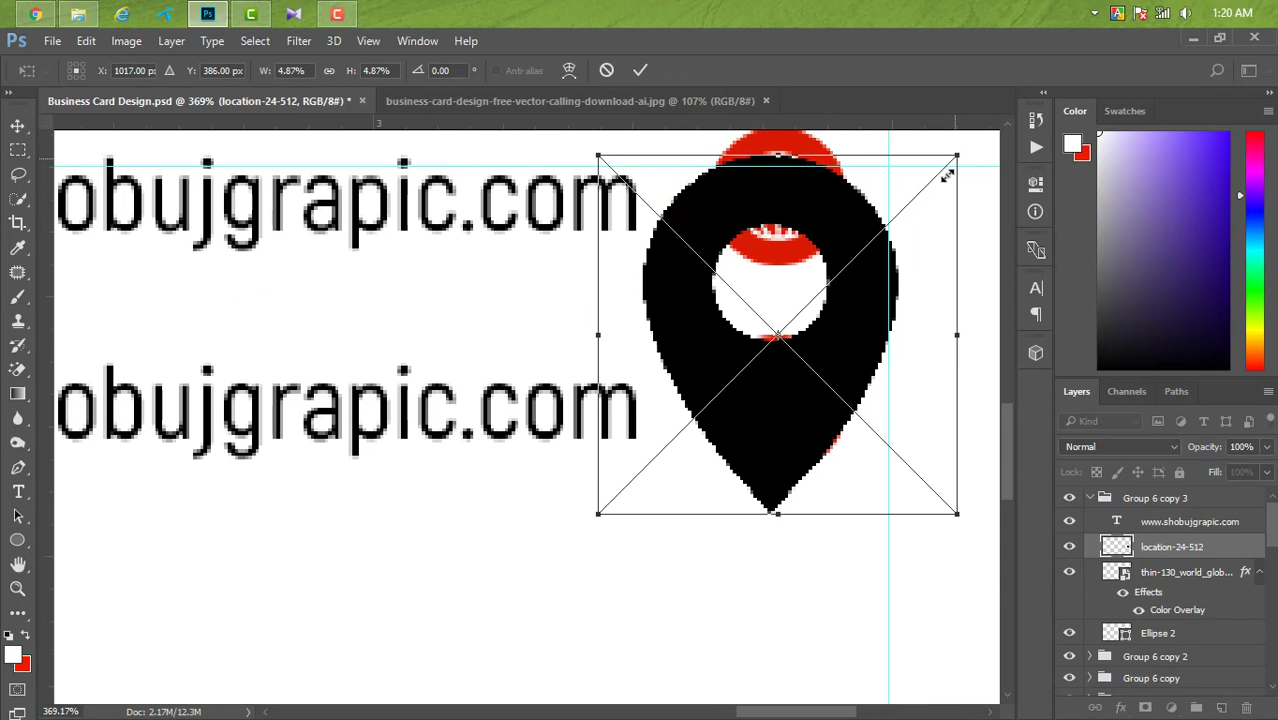 1:20 AM
Ps File Edit Image Layer Type Select Filter 3D View Window Help
X: 1017.00 px Y: 386.00 px W: 4.87% H: 4.87% 0.00 ° Anti-alias
Business Card Design.psd @ 369% (location-24-512, RGB/8#) * × business-card-design-free-vector-calling-download-ai.jpg @ 107% (RGB/8#) ×
3
Color Swatches
obujgrapic.com
obujgrapic.com
Layers Channels Paths
Kind
Normal Opacity: 100%
Lock: Fill: 100%
Group 6 copy 3
T www.shobujgrapic.com
location-24-512
thin-130_world_glob... fx
Effects
Color Overlay
Ellipse 2
Group 6 copy 2
Group 6 copy
369.17% Doc: 2.17M/12.3M